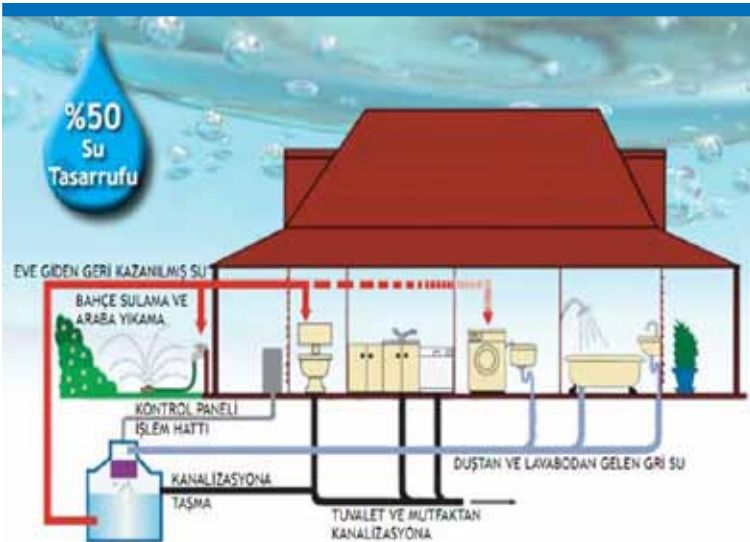 %50
Su
Tasarrufu
EVE GİDEN GERİ KAZANILMIŞ SU
BAHÇE SULAMA VE
ARABA YIKAMA
KONTROL PANELİ
İŞLEM HATTI
DUŞTAN VE LAVABODAN GELEN GRİ SU
KANALİZASYONA
TAŞMA
TUVALET VE MUTFAKTAN
KANALİZASYONA